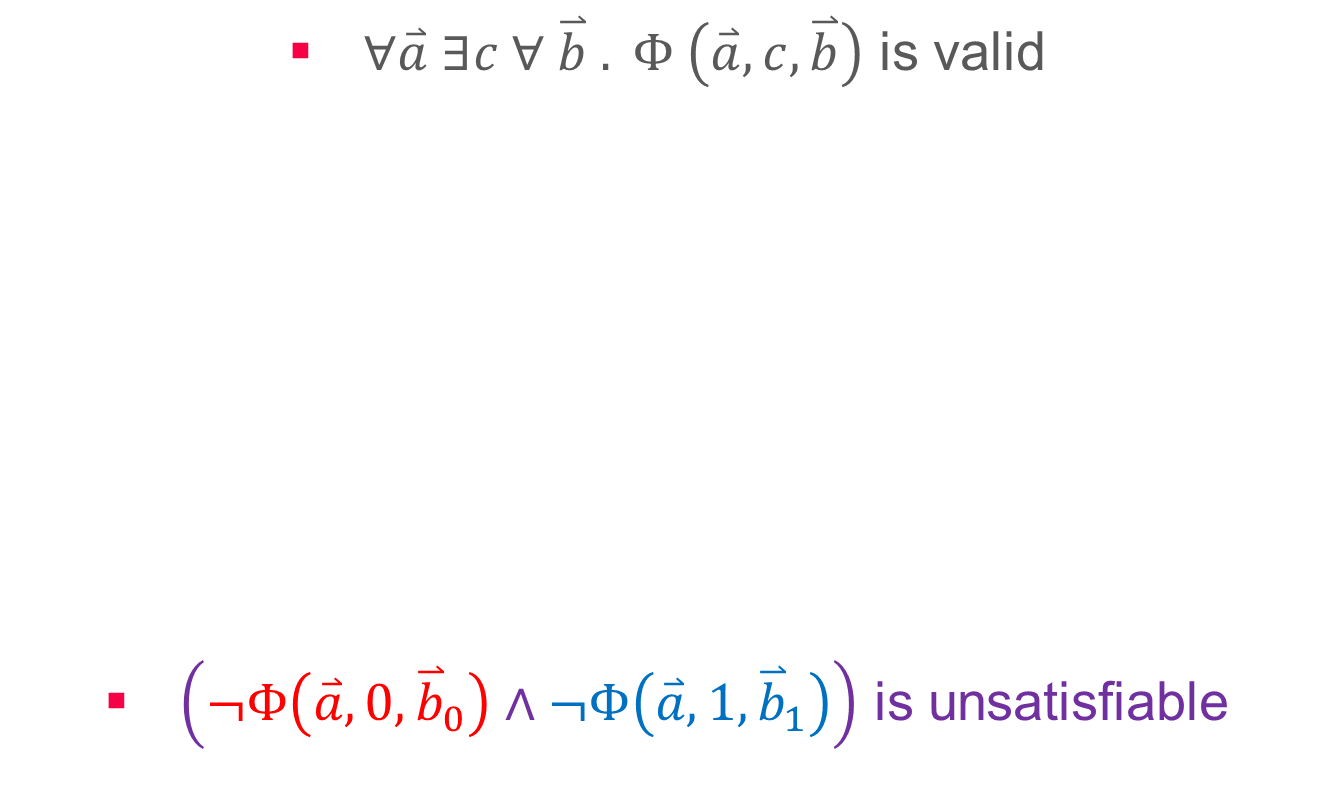 ▪ ∀a⃗ ∃c ∀ b⃗ . Φ (a⃗, c, b⃗) is valid
▪ (¬Φ(a⃗, 0, b⃗₀) ∧ ¬Φ(a⃗, 1, b⃗₁)) is unsatisfiable